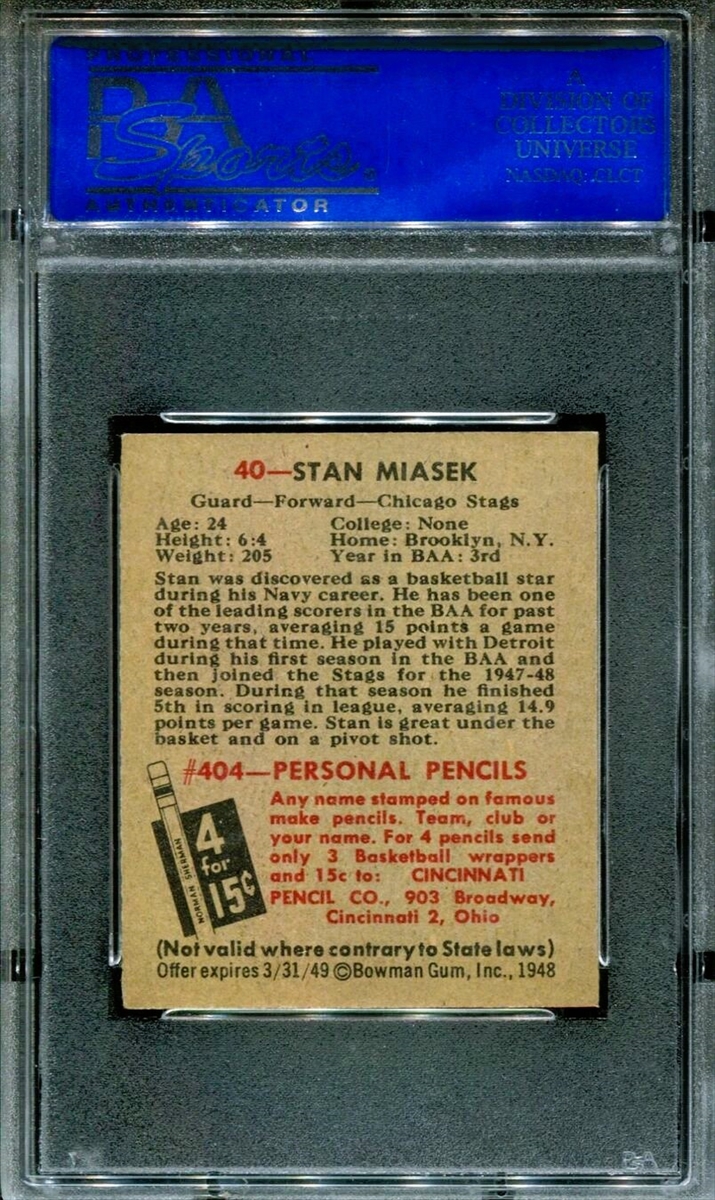 PROFESSIONAL
PSA
Sports
AUTHENTICATOR
A
DIVISION OF
COLLECTORS
UNIVERSE
NASDAQ: CLCT
40—STAN MIASEK
Guard—Forward—Chicago Stags
Age: 24 College: None
Height: 6:4 Home: Brooklyn, N.Y.
Weight: 205 Year in BAA: 3rd
Stan was discovered as a basketball star
during his Navy career. He has been one
of the leading scorers in the BAA for past
two years, averaging 15 points a game
during that time. He played with Detroit
during his first season in the BAA and
then joined the Stags for the 1947-48
season. During that season he finished
5th in scoring in league, averaging 14.9
points per game. Stan is great under the
basket and on a pivot shot.
#404—PERSONAL PENCILS
NORMAN SHERMAN
4
for
15¢
Any name stamped on famous
make pencils. Team, club or
your name. For 4 pencils send
only 3 Basketball wrappers
and 15c to: CINCINNATI
PENCIL CO., 903 Broadway,
Cincinnati 2, Ohio
(Not valid where contrary to State laws)
Offer expires 3/31/49 ©Bowman Gum, Inc., 1948
PSA